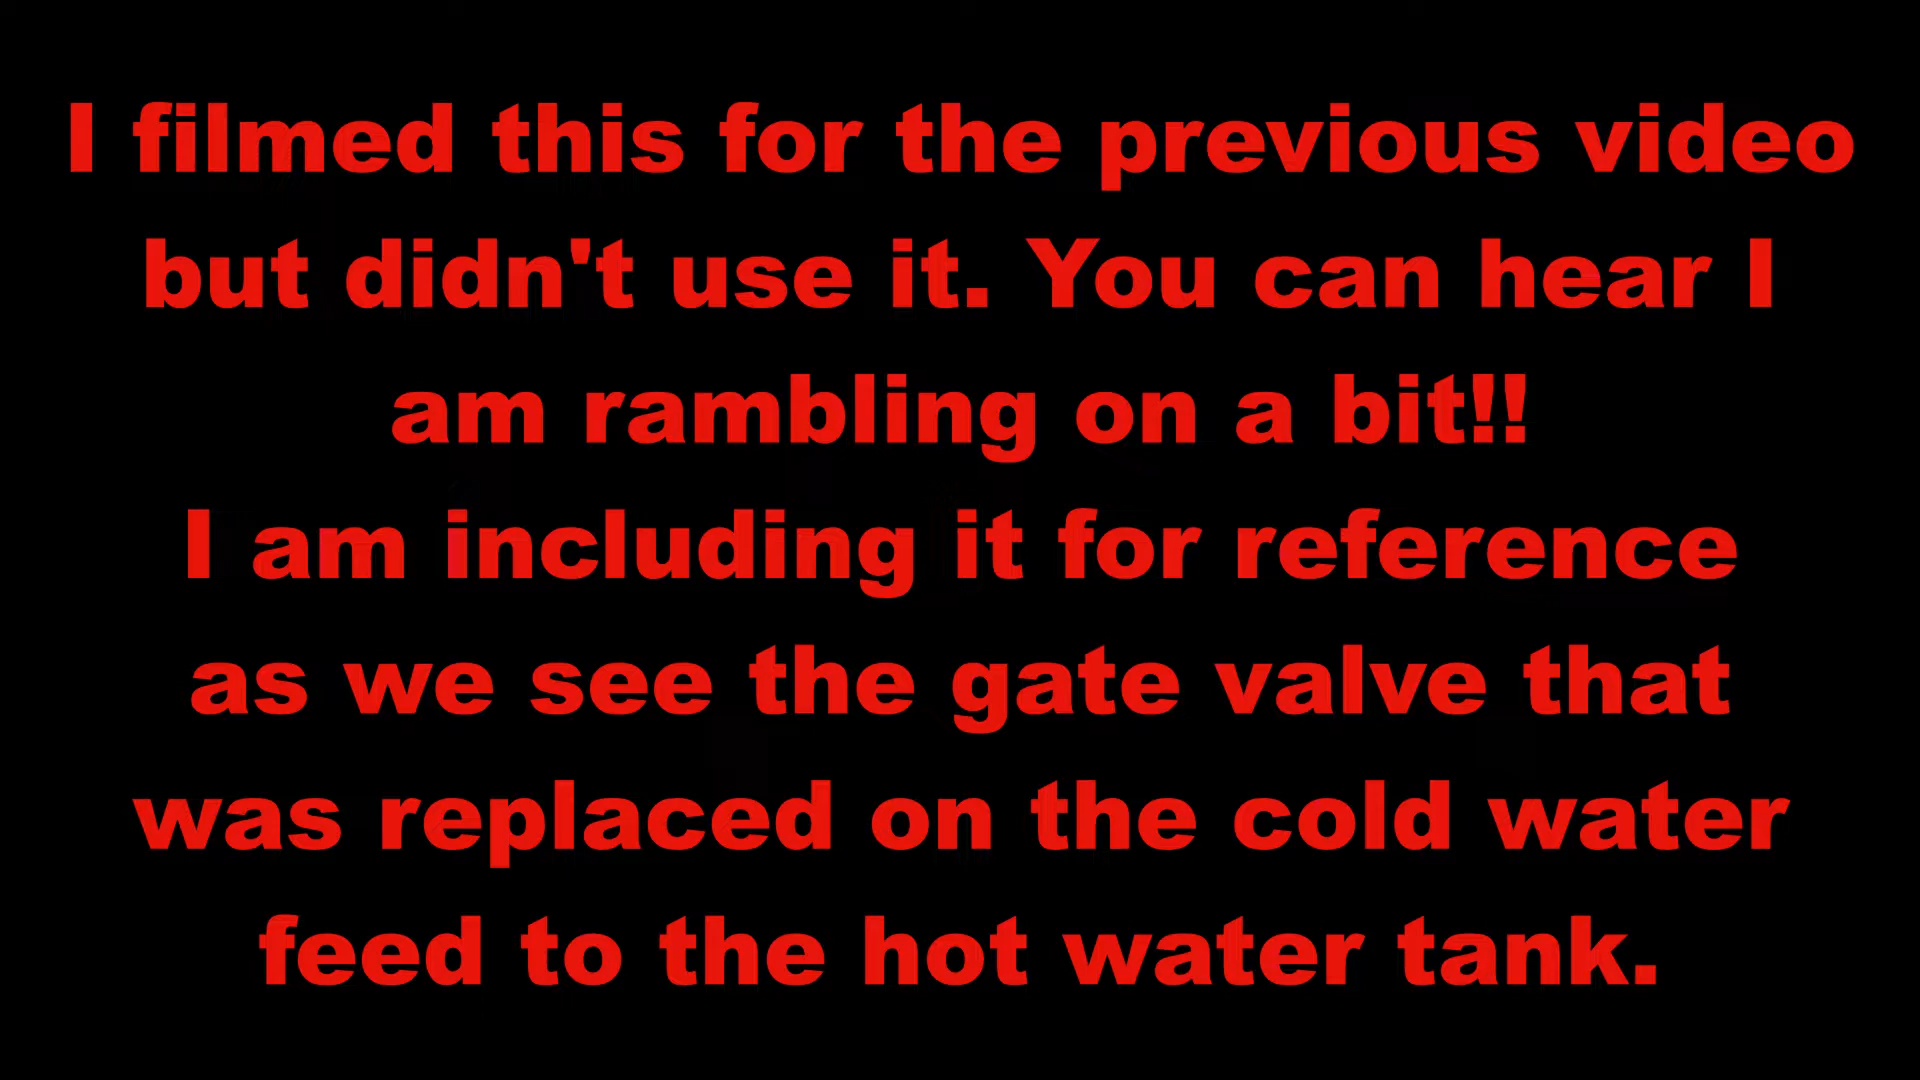 I filmed this for the previous video
but didn't use it. You can hear I
am rambling on a bit!!
I am including it for reference
as we see the gate valve that
was replaced on the cold water
feed to the hot water tank.